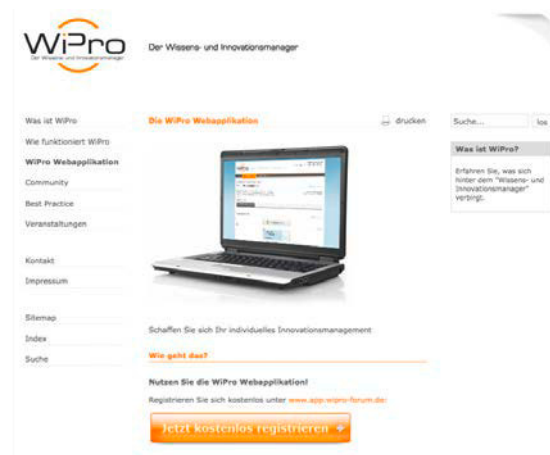 WiPro
Der Wissens- und Innovationsmanager
Der Wissens- und Innovationsmanager
Was ist WiPro
Wie funktioniert WiPro
WiPro Webapplikation
Community
Best Practice
Veranstaltungen
Kontakt
Impressum
Sitemap
Index
Suche
Die WiPro Webapplikation
drucken
Schaffen Sie sich Ihr individuelles Innovationsmanagement
Wie geht das?
Nutzen Sie die WiPro Webapplikation!
Registrieren Sie sich kostenlos unter www.app.wipro-forum.de:
Jetzt kostenlos registrieren
Suche...
los
Was ist WiPro?
Erfahren Sie, was sich
hinter dem "Wissens- und
Innovationsmanager"
verbirgt.